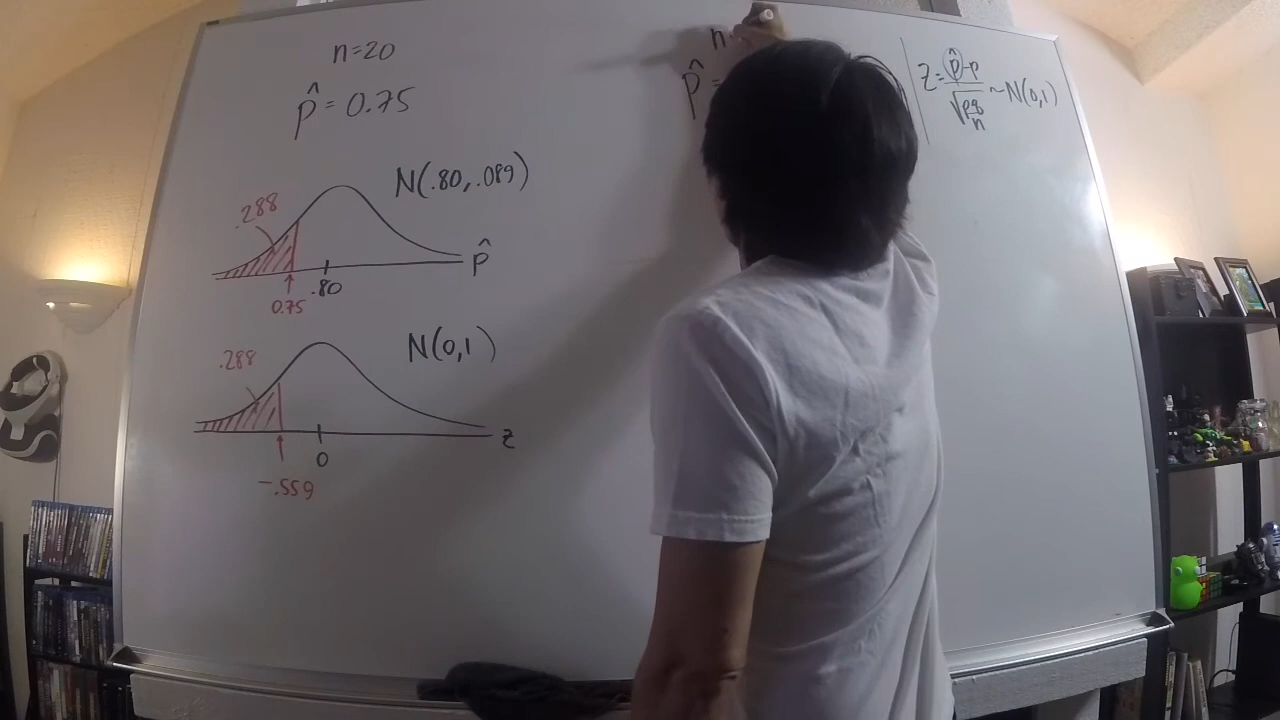 n=20
p̂ = 0.75
N(.80, .089)
.288
p̂
.80
0.75
N(0,1)
.288
z
0
-.559
n
p̂ =
Z = p̂-p / √pq/n ~ N(0,1)